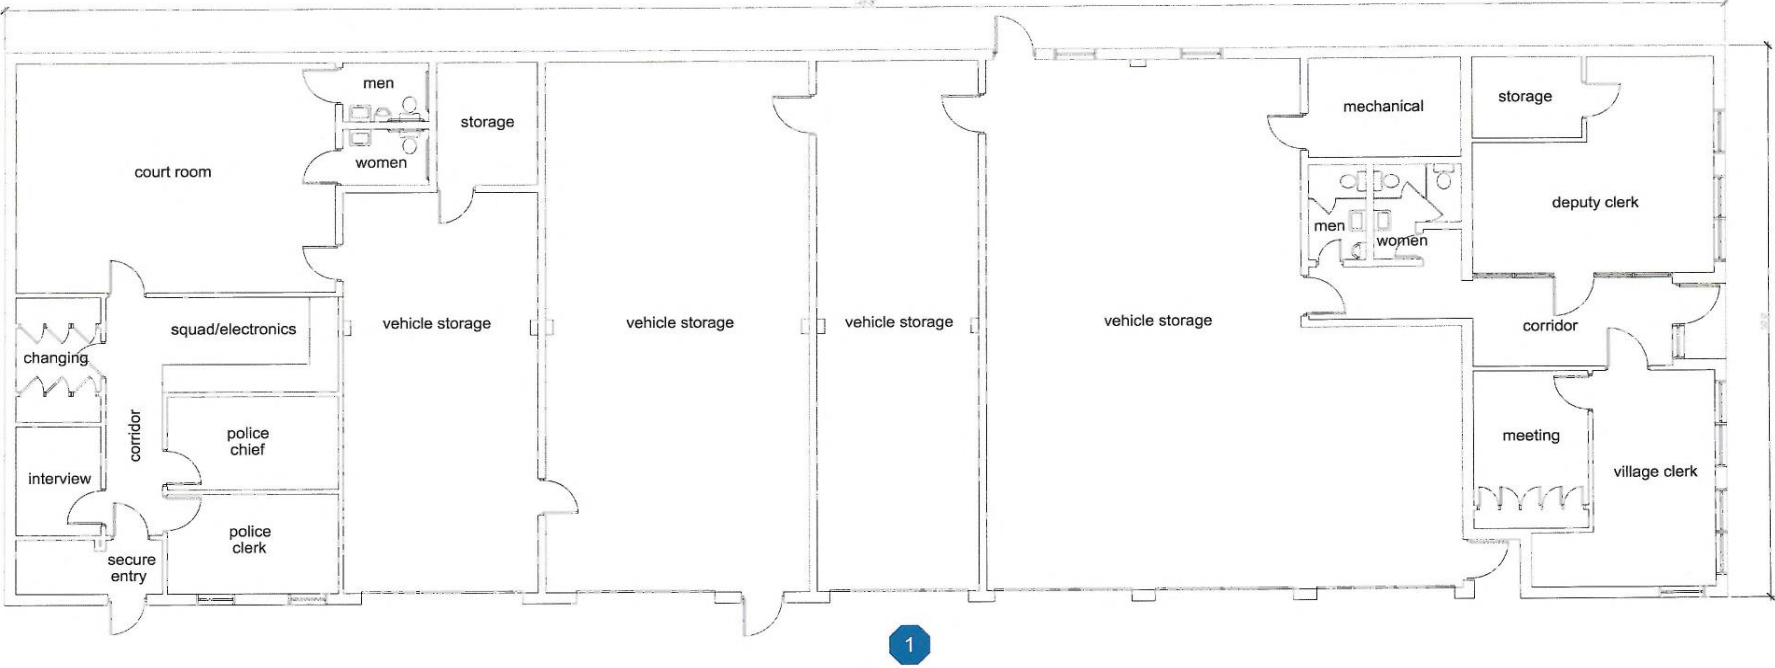 men
storage
women
court room
mechanical
storage
deputy clerk
men
women
squad/electronics
vehicle storage
vehicle storage
vehicle storage
vehicle storage
corridor
changing
corridor
police
chief
interview
meeting
village clerk
police
clerk
secure
entry
1